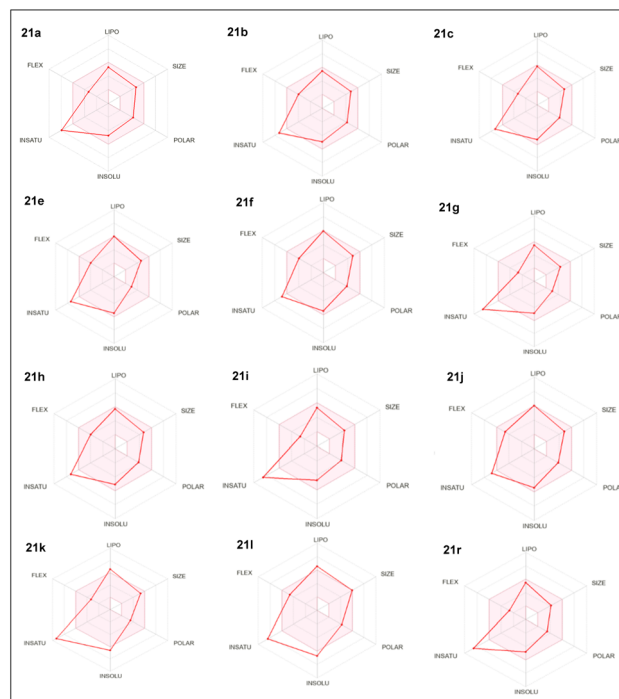 21a
LIPO
FLEX
SIZE
INSATU
POLAR
INSOLU
21b
LIPO
FLEX
SIZE
INSATU
POLAR
INSOLU
21c
LIPO
FLEX
SIZE
INSATU
POLAR
INSOLU
21e
LIPO
FLEX
SIZE
INSATU
POLAR
INSOLU
21f
LIPO
FLEX
SIZE
INSATU
POLAR
INSOLU
21g
LIPO
FLEX
SIZE
INSATU
POLAR
INSOLU
21h
LIPO
FLEX
SIZE
INSATU
POLAR
INSOLU
21i
LIPO
FLEX
SIZE
INSATU
POLAR
INSOLU
21j
LIPO
FLEX
SIZE
INSATU
POLAR
INSOLU
21k
LIPO
FLEX
SIZE
INSATU
POLAR
INSOLU
21l
LIPO
FLEX
SIZE
INSATU
POLAR
INSOLU
21r
LIPO
FLEX
SIZE
INSATU
POLAR
INSOLU